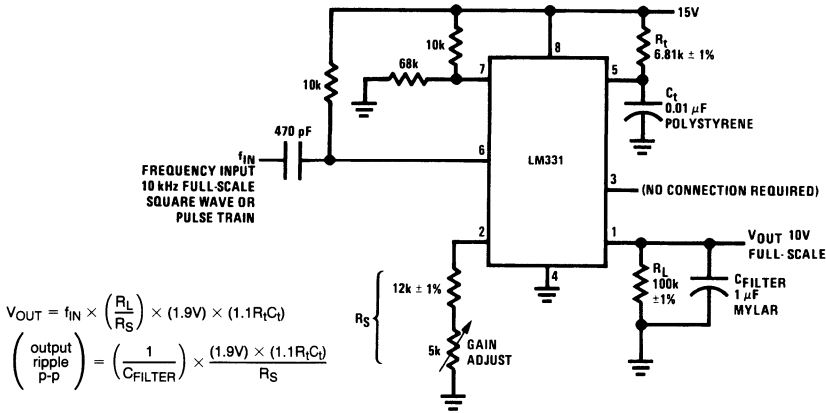 15V
10k
8
Rt
6.81k ± 1%
68k
7
5
10k
Ct
0.01 μF
POLYSTYRENE
470 pF
fIN
6
LM331
FREQUENCY INPUT
10 kHz FULL-SCALE
SQUARE WAVE OR
PULSE TRAIN
3
(NO CONNECTION REQUIRED)
2
1
VOUT 10V
FULL-SCALE
4
12k ± 1%
RL
100k
±1%
CFILTER
1 μF
MYLAR
RS
5k
GAIN
ADJUST
VOUT = fIN × (RL/RS) × (1.9V) × (1.1RtCt)
(output ripple p-p) = (1/CFILTER) × (1.9V) × (1.1RtCt)/RS